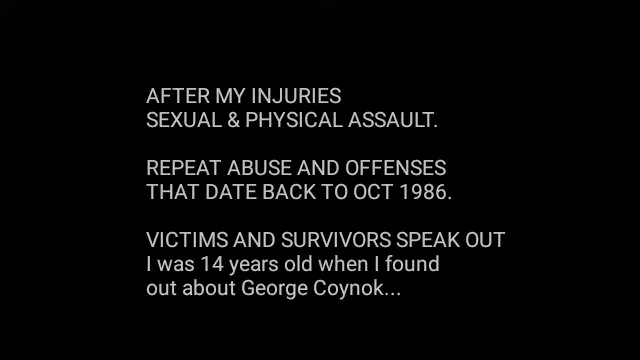 AFTER MY INJURIES
SEXUAL & PHYSICAL ASSAULT.
REPEAT ABUSE AND OFFENSES
THAT DATE BACK TO OCT 1986.
VICTIMS AND SURVIVORS SPEAK OUT
I was 14 years old when I found
out about George Coynok...